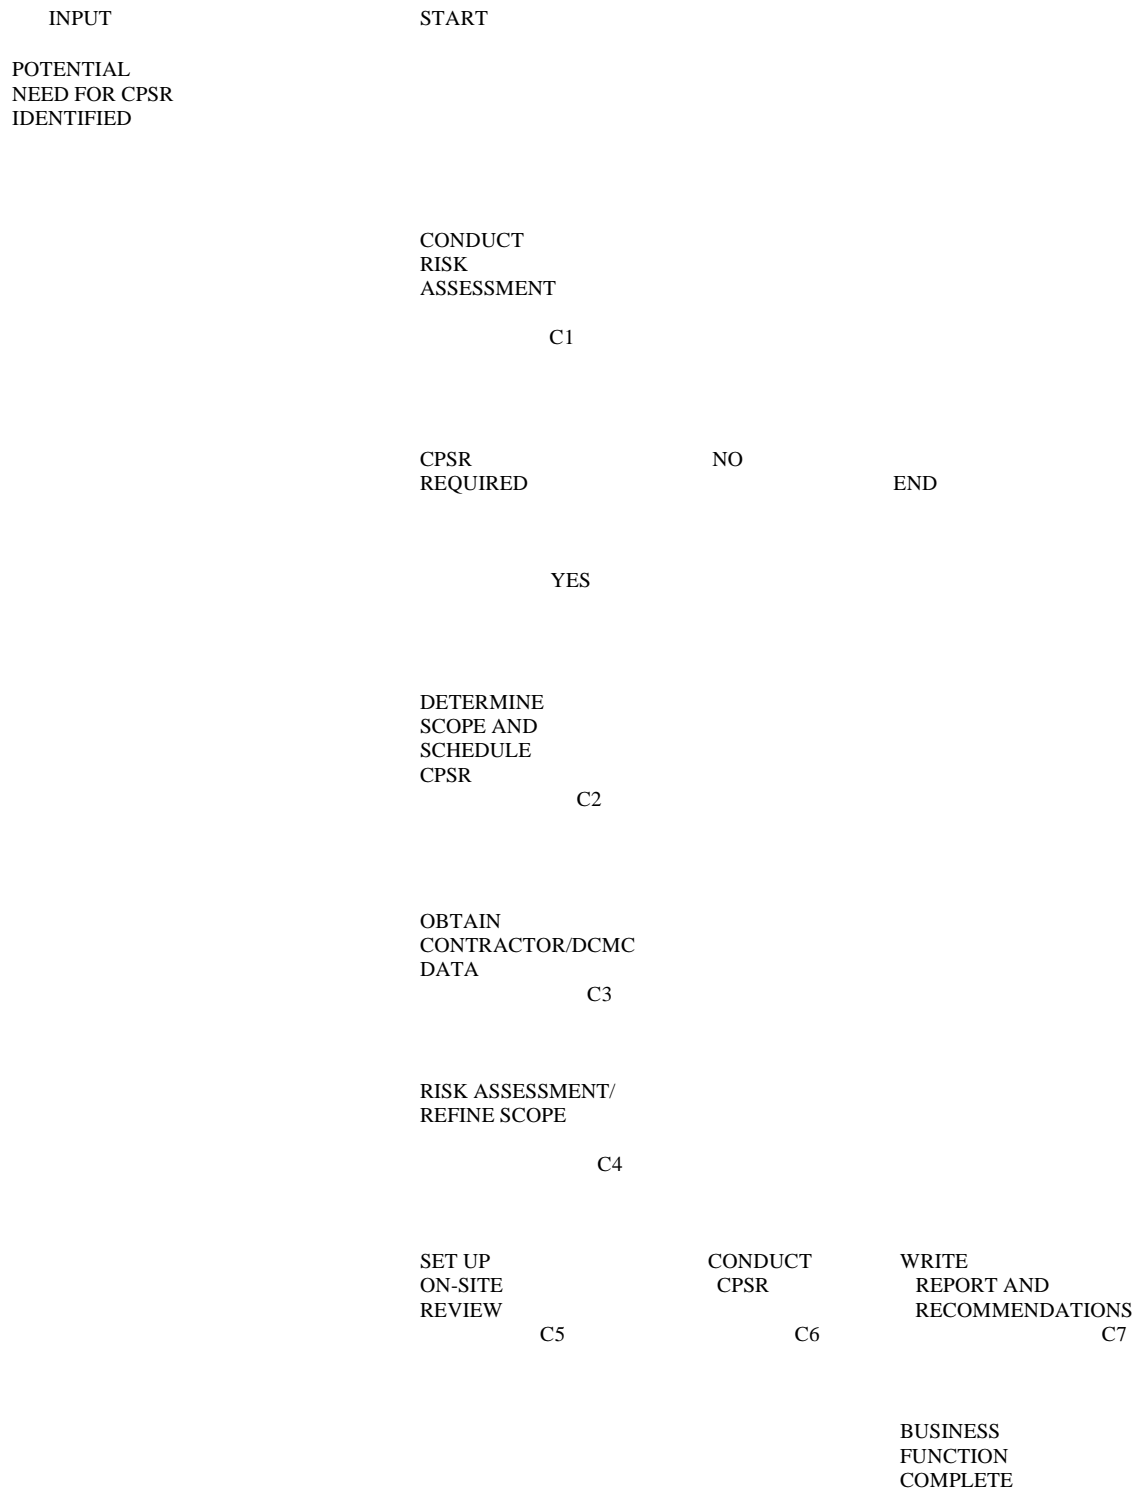 INPUT START
POTENTIAL
NEED FOR CPSR
IDENTIFIED
CONDUCT
RISK
ASSESSMENT
C1
CPSR NO
REQUIRED END
YES
DETERMINE
SCOPE AND
SCHEDULE
CPSR
C2
OBTAIN
CONTRACTOR/DCMC
DATA
C3
RISK ASSESSMENT/
REFINE SCOPE
C4
SET UP CONDUCT WRITE
ON-SITE CPSR REPORT AND
REVIEW RECOMMENDATIONS
C5 C6 C7
BUSINESS
FUNCTION
COMPLETE